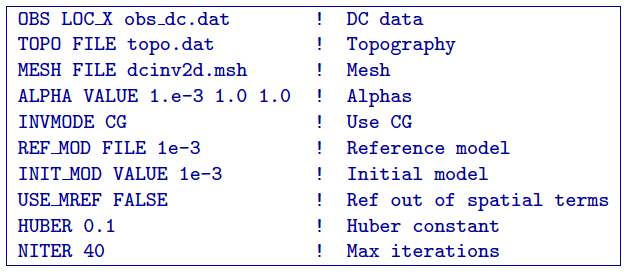 OBS LOC_X obs_dc.dat ! DC data
TOPO FILE topo.dat ! Topography
MESH FILE dcinv2d.msh ! Mesh
ALPHA VALUE 1.e-3 1.0 1.0 ! Alphas
INVMODE CG ! Use CG
REF_MOD FILE 1e-3 ! Reference model
INIT_MOD VALUE 1e-3 ! Initial model
USE_MREF FALSE ! Ref out of spatial terms
HUBER 0.1 ! Huber constant
NITER 40 ! Max iterations